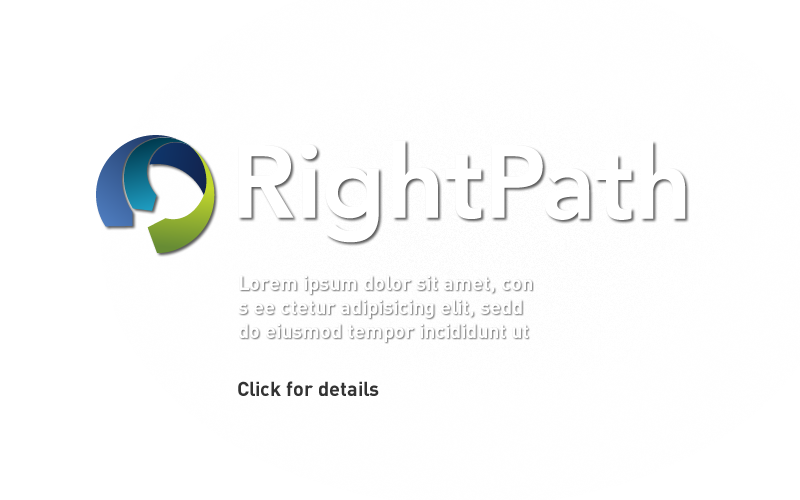 RightPath
Lorem ipsum dolor sit amet, con
s ee ctetur adipisicing elit, sedd
do eiusmod tempor incididunt ut
Click for details